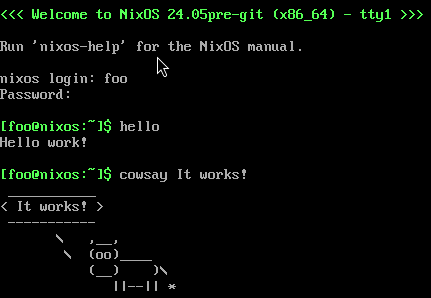 <<< Welcome to NixOS 24.05pre-git (x86_64) - tty1 >>>
Run 'nixos-help' for the NixOS manual.
nixos login: foo
Password:
[foo@nixos:~]$ hello
Hello work!
[foo@nixos:~]$ cowsay It works!
 ___________
< It works! >
 -----------
        \   ,__,
         \  (oo)____
            (__)    )\
               ||--|| *